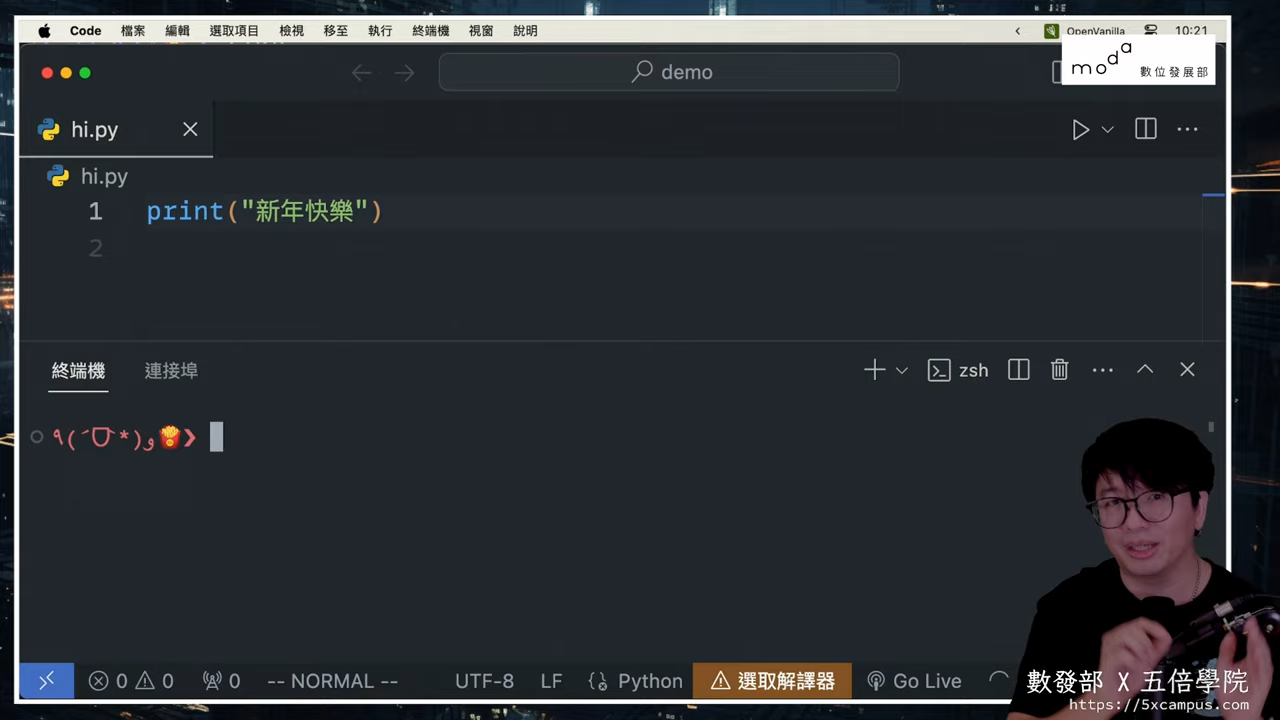 Code 檔案 編輯 選取項目 檢視 移至 執行 終端機 視窗 說明 OpenVanilla 10:21
moda 數位發展部
demo
hi.py
hi.py
1 print("新年快樂")
2
終端機 連接埠 zsh
٩(ˊᗜˋ*)و🍟❯
0 0 0 -- NORMAL -- UTF-8 LF Python 選取解譯器 Go Live
數發部 X 五倍學院
https://5xcampus.com